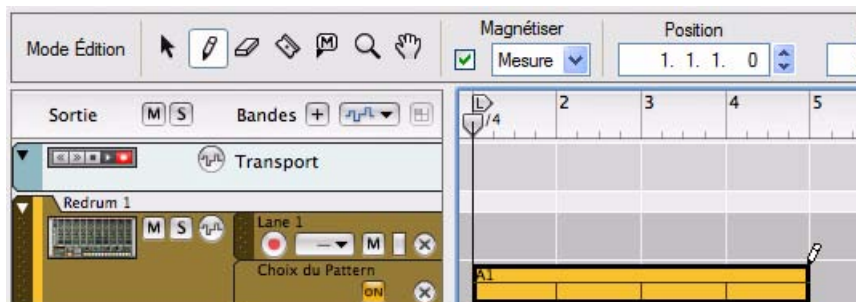 Mode Édition
Magnétiser
Mesure
Position
1. 1. 1. 0
Sortie M S Bandes +
L 2 3 4 5
/4
Transport
Redrum 1
M S Lane 1
— M
Choix du Pattern
ON
A1